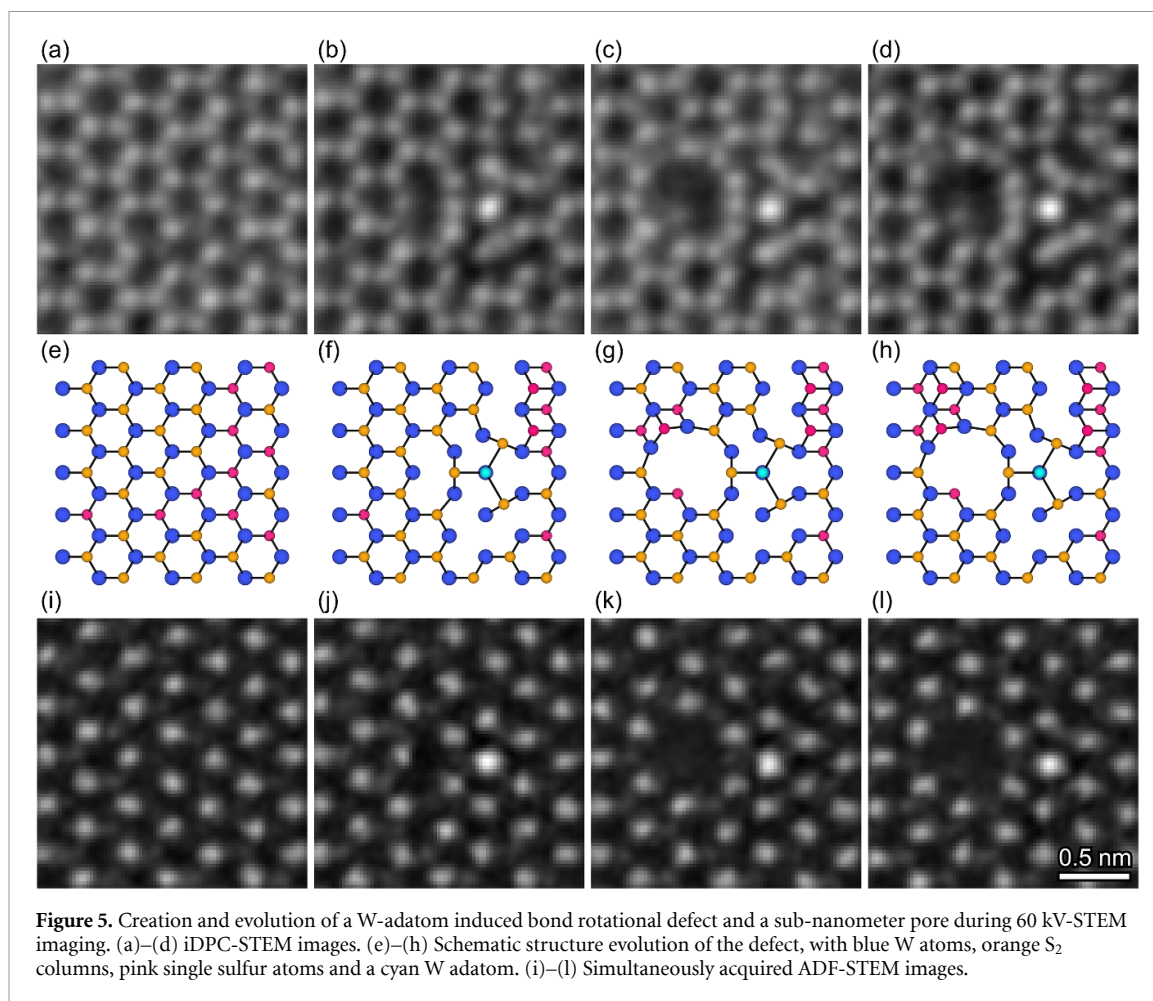 (a)
(b)
(c)
(d)
(e)
(f)
(g)
(h)
(i)
(j)
(k)
(l)
0.5 nm
Figure 5. Creation and evolution of a W-adatom induced bond rotational defect and a sub-nanometer pore during 60 kV-STEM
imaging. (a)–(d) iDPC-STEM images. (e)–(h) Schematic structure evolution of the defect, with blue W atoms, orange S₂
columns, pink single sulfur atoms and a cyan W adatom. (i)–(l) Simultaneously acquired ADF-STEM images.